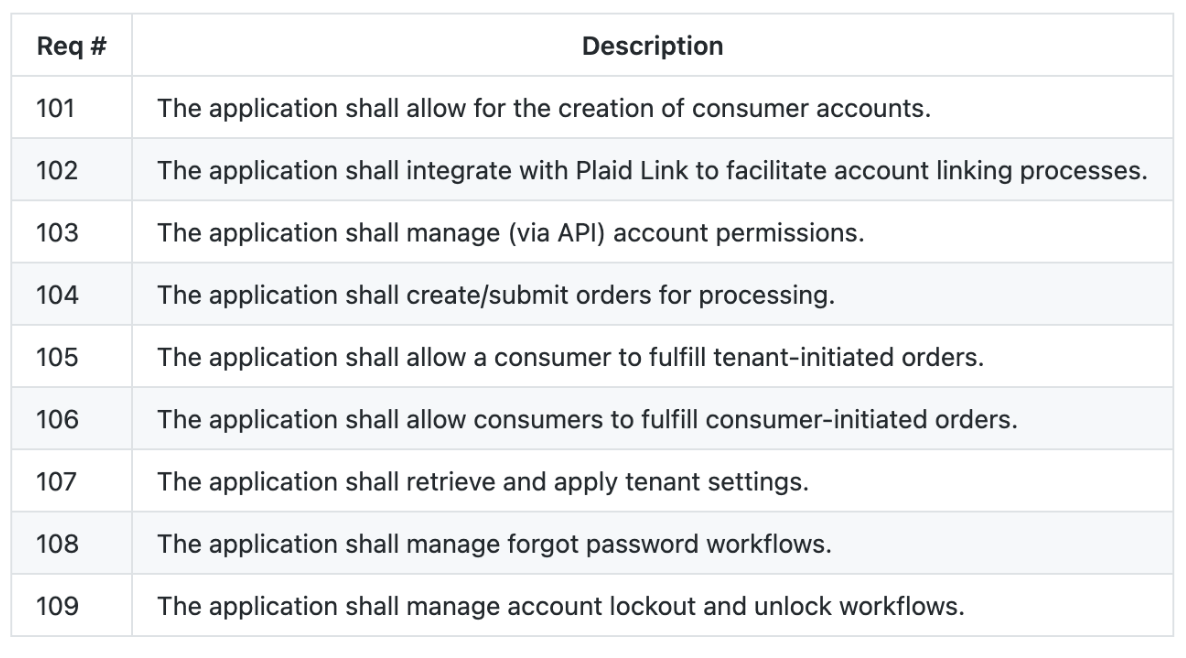 Req # Description
101 The application shall allow for the creation of consumer accounts.
102 The application shall integrate with Plaid Link to facilitate account linking processes.
103 The application shall manage (via API) account permissions.
104 The application shall create/submit orders for processing.
105 The application shall allow a consumer to fulfill tenant-initiated orders.
106 The application shall allow consumers to fulfill consumer-initiated orders.
107 The application shall retrieve and apply tenant settings.
108 The application shall manage forgot password workflows.
109 The application shall manage account lockout and unlock workflows.